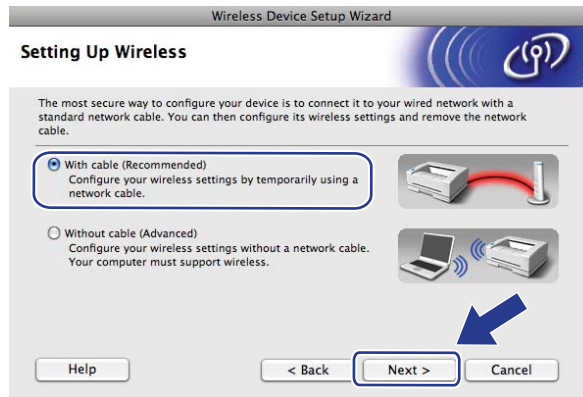 Wireless Device Setup Wizard
Setting Up Wireless
The most secure way to configure your device is to connect it to your wired network with a
standard network cable. You can then configure its wireless settings and remove the network
cable.
With cable (Recommended)
Configure your wireless settings by temporarily using a
network cable.
Without cable (Advanced)
Configure your wireless settings without a network cable.
Your computer must support wireless.
Help
< Back
Next >
Cancel